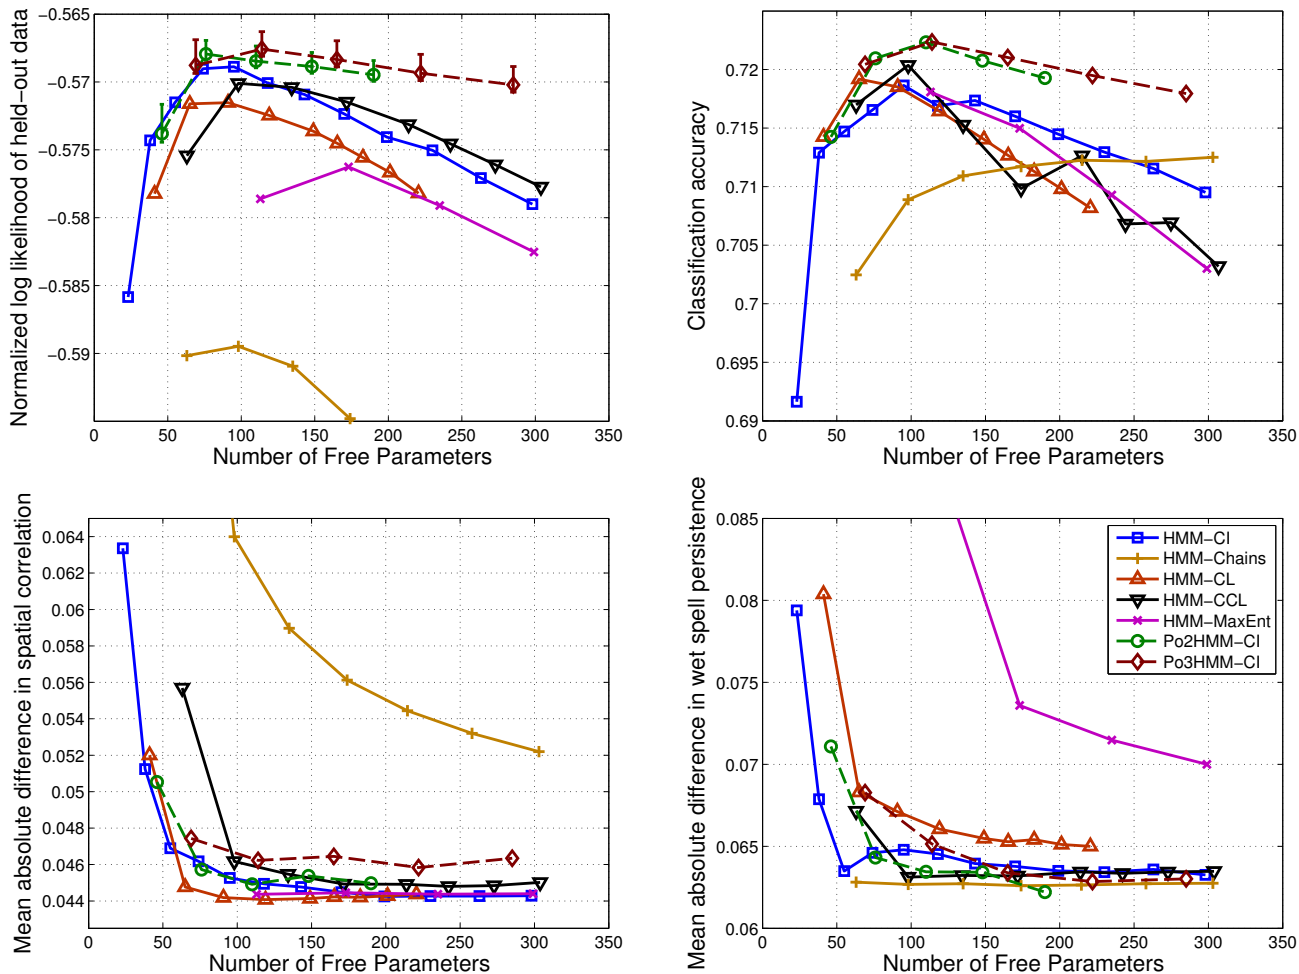 Normalized log likelihood of held−out data
−0.565
−0.57
−0.575
−0.58
−0.585
−0.59
0 50 100 150 200 250 300 350
Number of Free Parameters
Classification accuracy
0.72
0.715
0.71
0.705
0.7
0.695
0.69
0 50 100 150 200 250 300 350
Number of Free Parameters
Mean absolute difference in spatial correlation
0.064
0.062
0.06
0.058
0.056
0.054
0.052
0.05
0.048
0.046
0.044
0 50 100 150 200 250 300 350
Number of Free Parameters
Mean absolute difference in wet spell persistence
0.085
0.08
0.075
0.07
0.065
0.06
0 50 100 150 200 250 300 350
Number of Free Parameters
HMM−CI
HMM−Chains
HMM−CL
HMM−CCL
HMM−MaxEnt
Po2HMM−CI
Po3HMM−CI